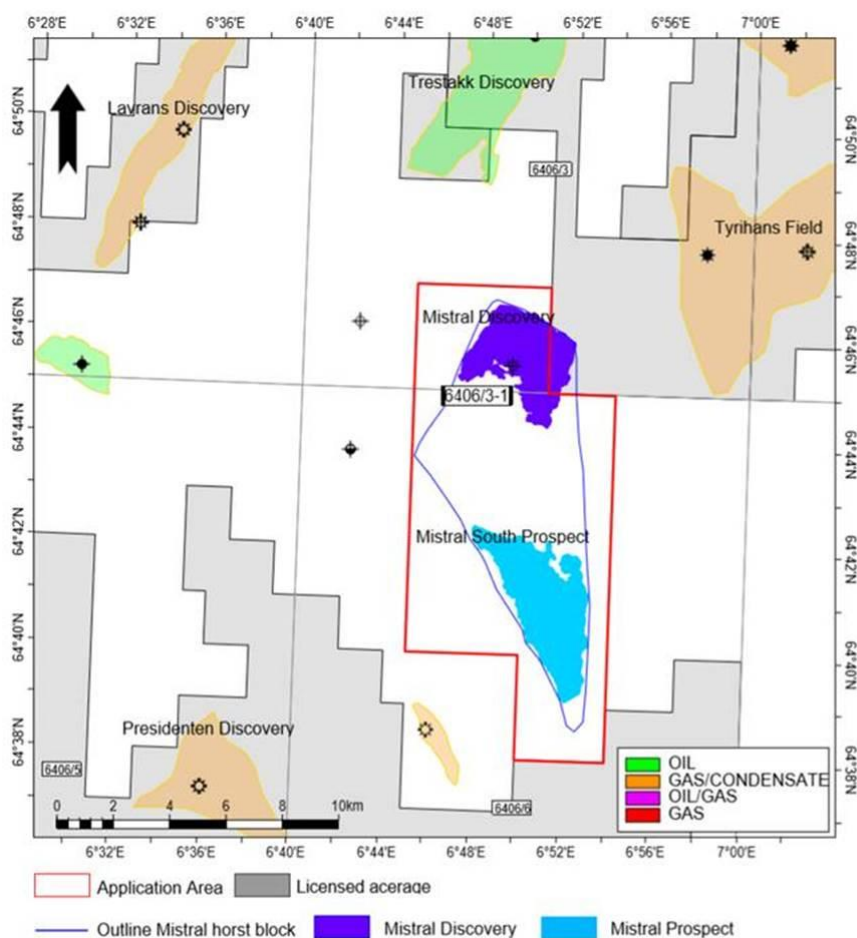 6°28'E 6°32'E 6°40'E 6°44'E 6°48'E 6°52'E 6°56'E 7°00'E
Trestakk Discovery
Lavrans Discovery
64°50'N
64°50'N
6406/3
64°48'N
Tyrihans Field
64°48'N
64°46'N
Mistral Discovery
64°46'N
6406/3-1
64°44'N
64°44'N
64°42'N
Mistral South Prospect
64°42'N
64°40'N
64°40'N
64°38'N
Presidenten Discovery
64°38'N
6406/5
0 2 4 6 8 10km
6406/6
OIL
GAS/CONDENSATE
OIL/GAS
GAS
6°32'E 6°36'E 6°40'E 6°44'E 6°48'E 6°52'E 6°56'E 7°00'E
Application Area Licensed acerage
Outline Mistral horst block Mistral Discovery Mistral Prospect